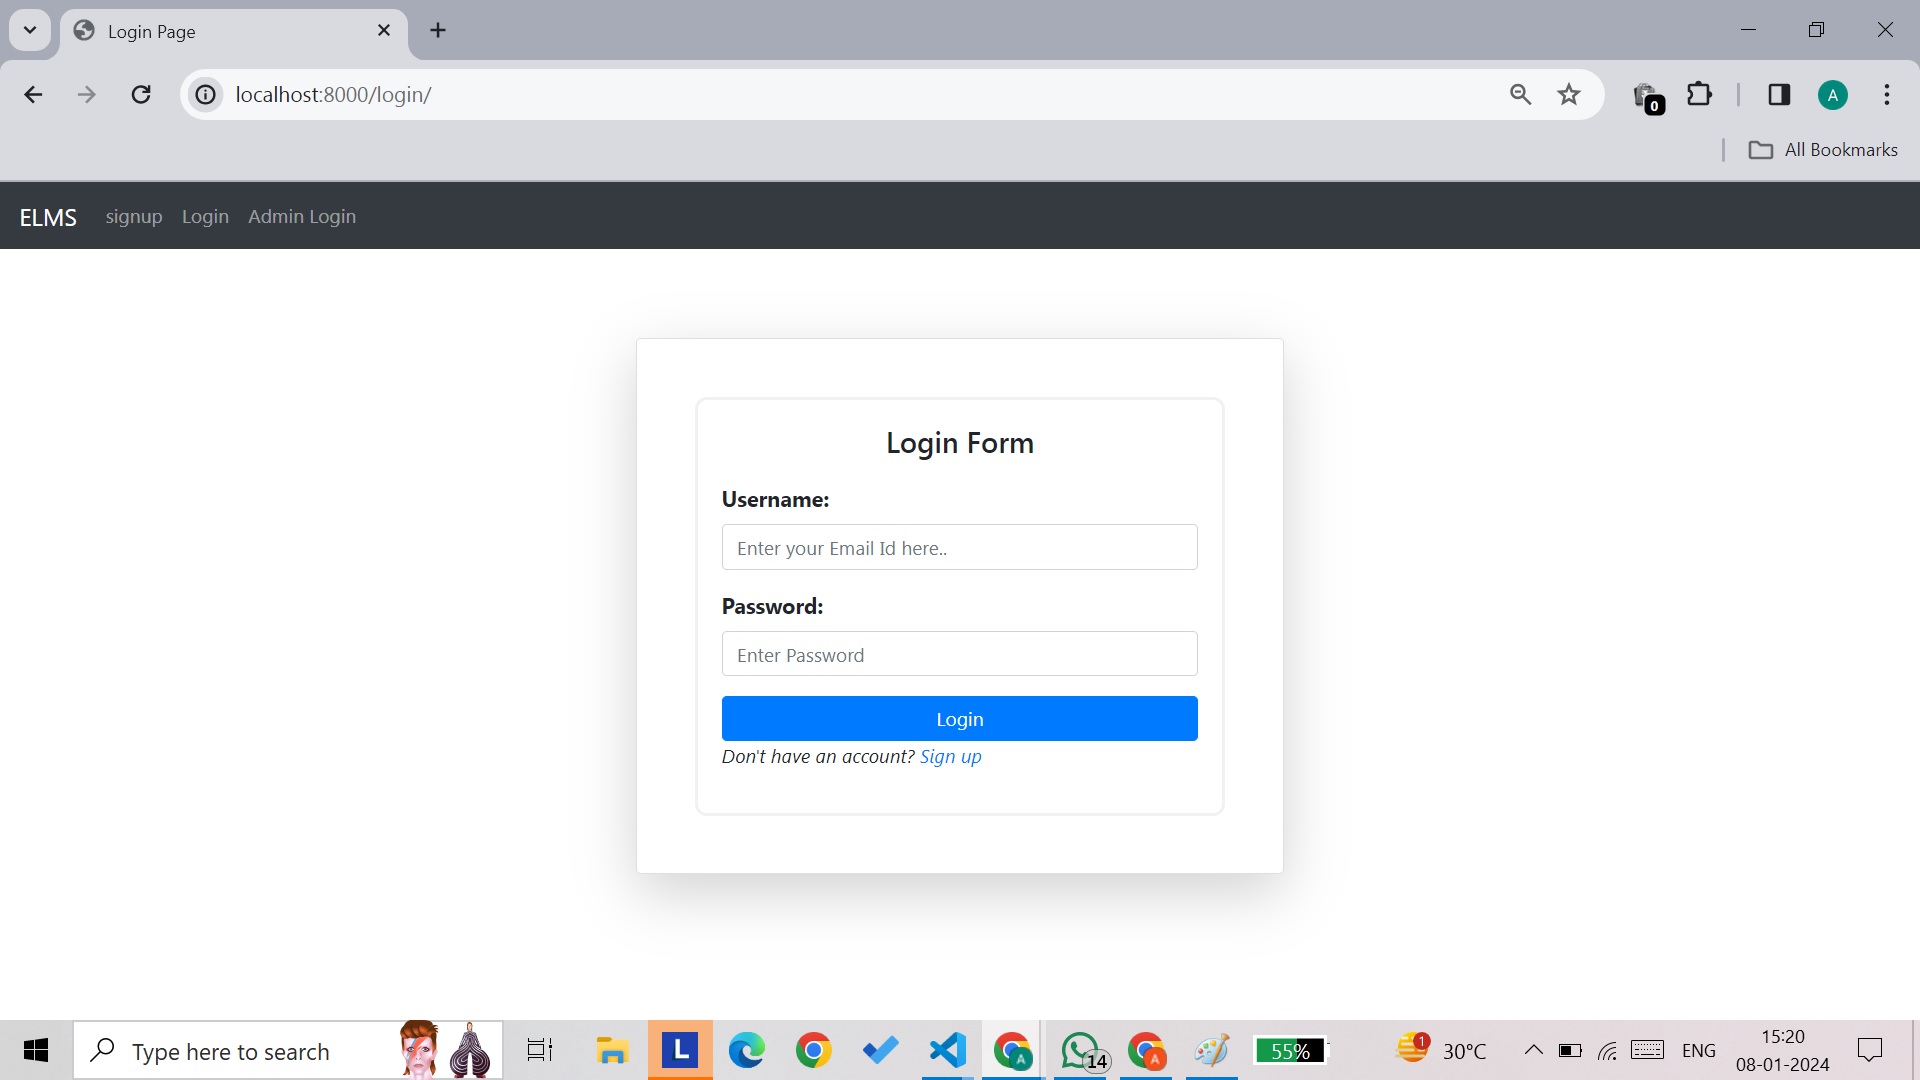 Login Page
localhost:8000/login/
0
A
All Bookmarks
ELMS signup Login Admin Login
Login Form
Username:
Enter your Email Id here..
Password:
Enter Password
Login
Don't have an account? Sign up
Type here to search
L
A
14
A
55%
1
30°C
ENG
15:20
08-01-2024